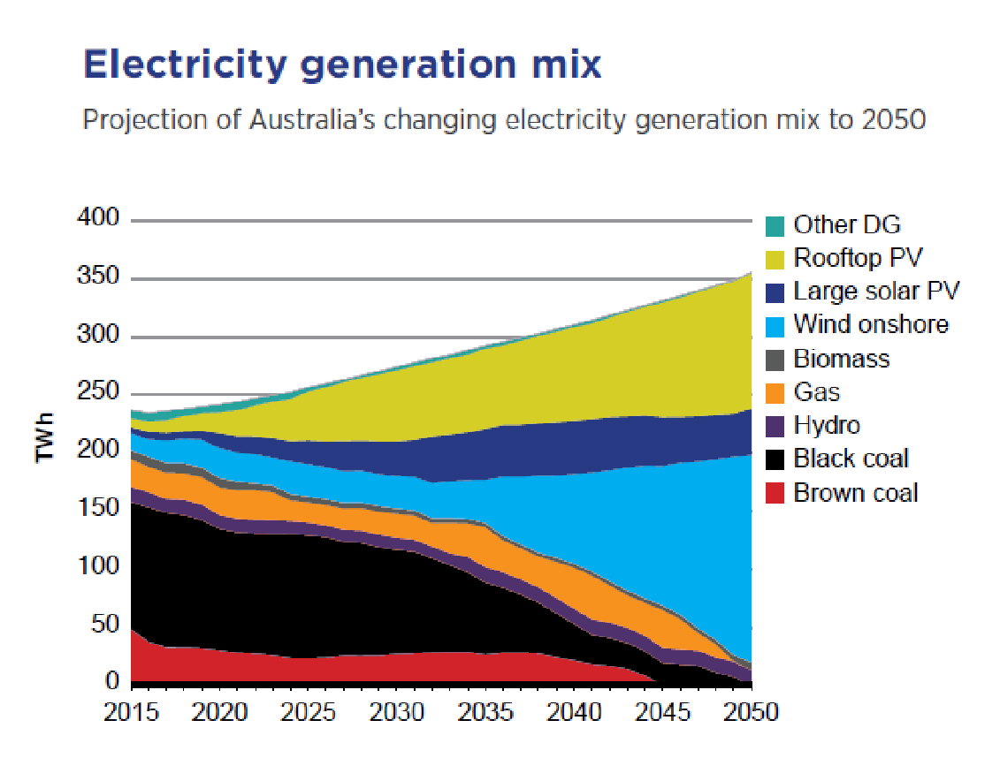 Electricity generation mix
Projection of Australia's changing electricity generation mix to 2050
400
350
300
250
200
150
100
50
0
TWh
2015 2020 2025 2030 2035 2040 2045 2050
Other DG
Rooftop PV
Large solar PV
Wind onshore
Biomass
Gas
Hydro
Black coal
Brown coal